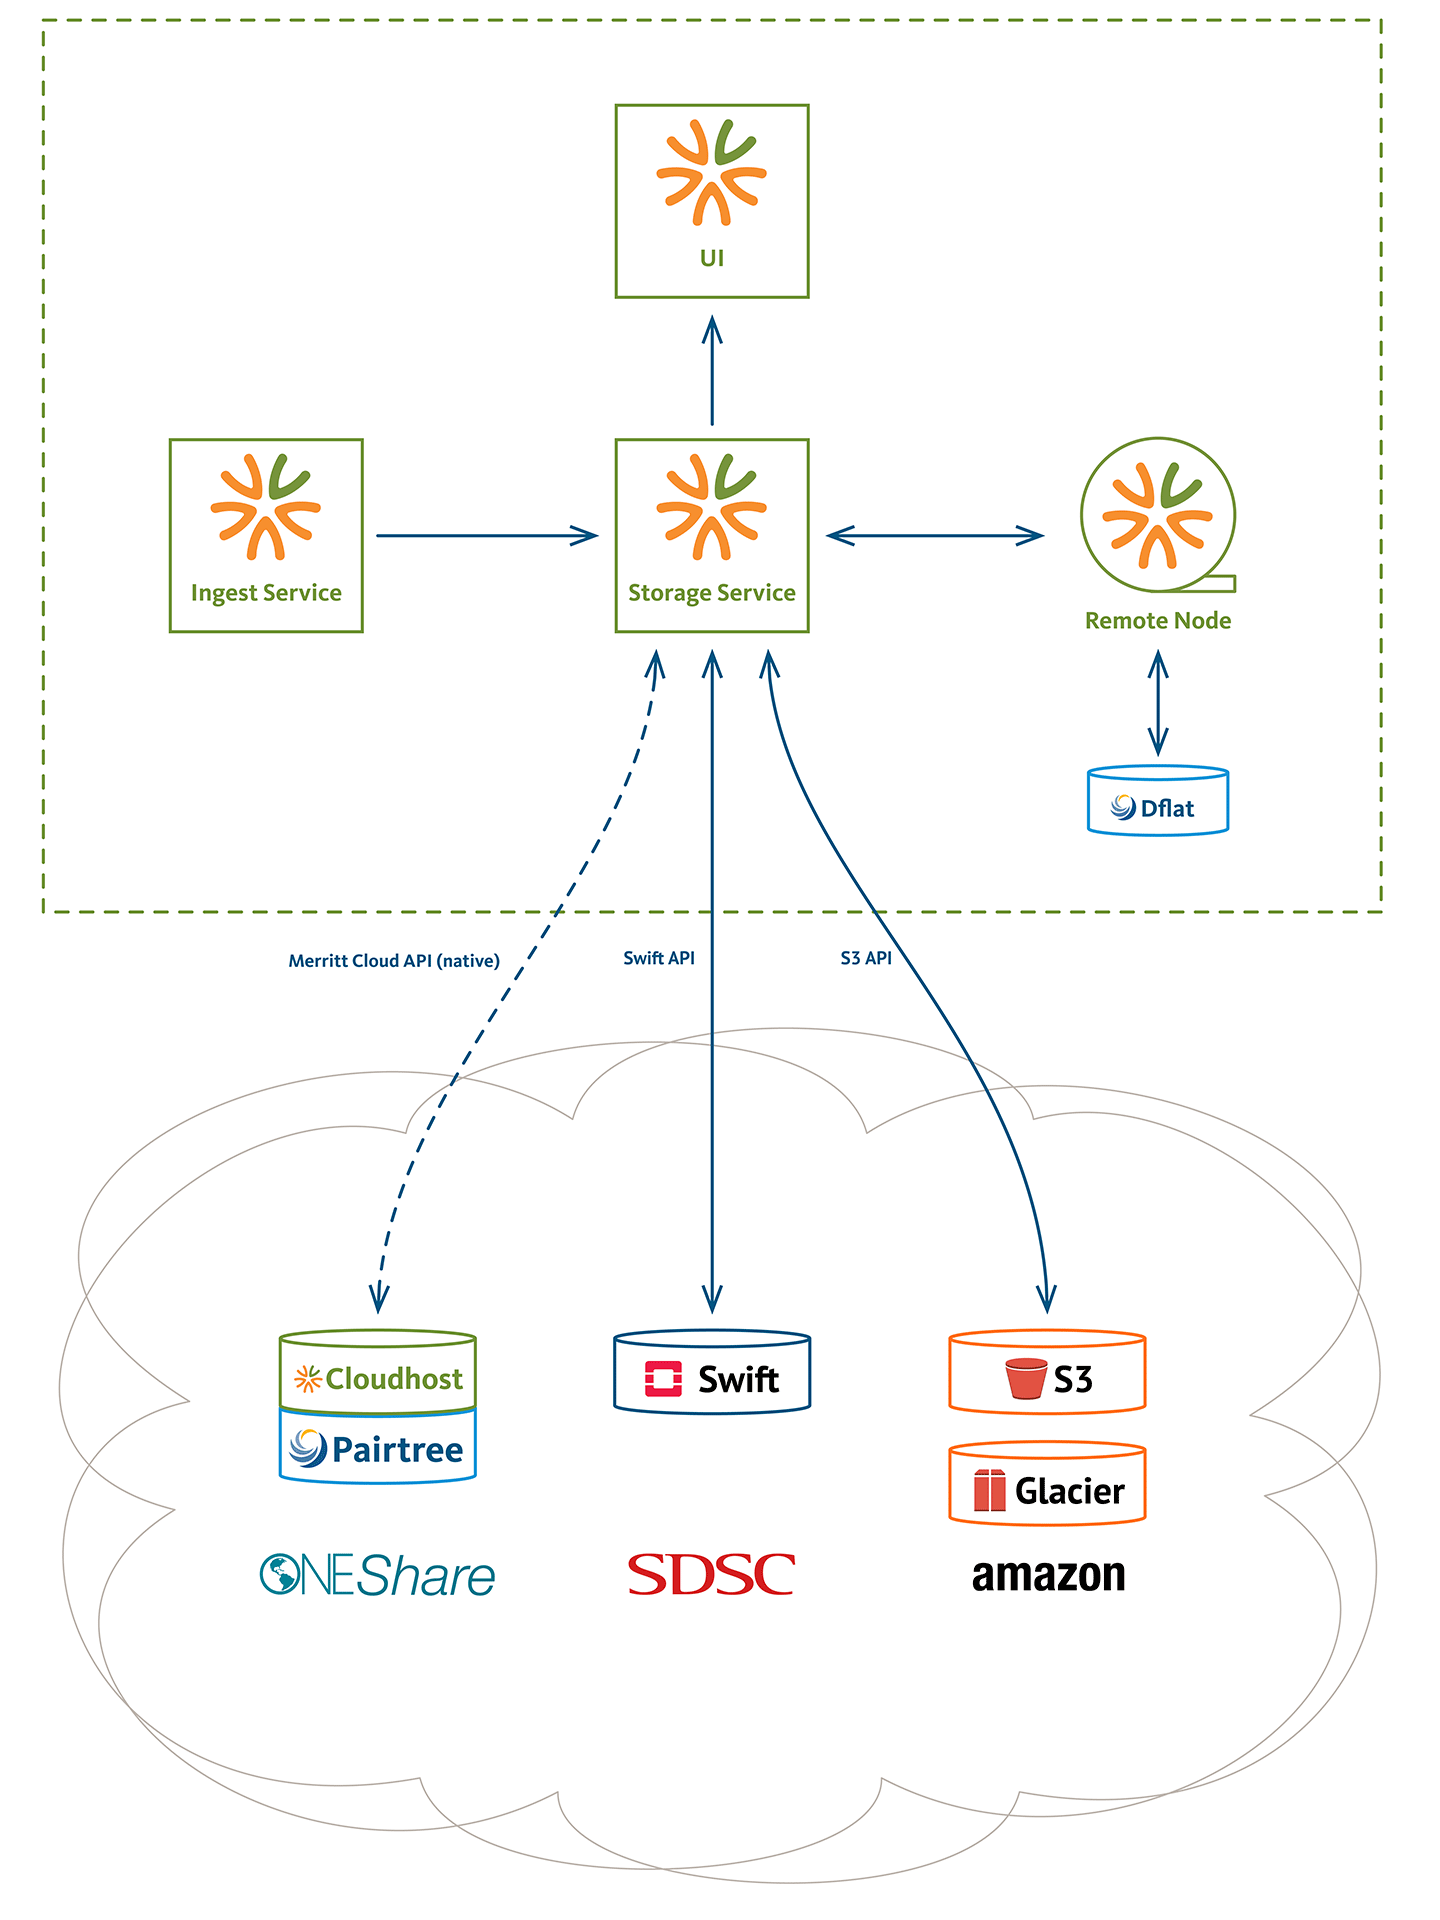 UI
Ingest Service
Storage Service
Remote Node
Dflat
Merritt Cloud API (native)
Swift API
S3 API
Cloudhost
Swift
S3
Pairtree
Glacier
ONEShare
SDSC
amazon